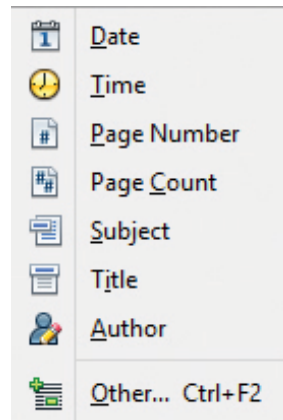 Date
Time
Page Number
Page Count
Subject
Title
Author
Other... Ctrl+F2